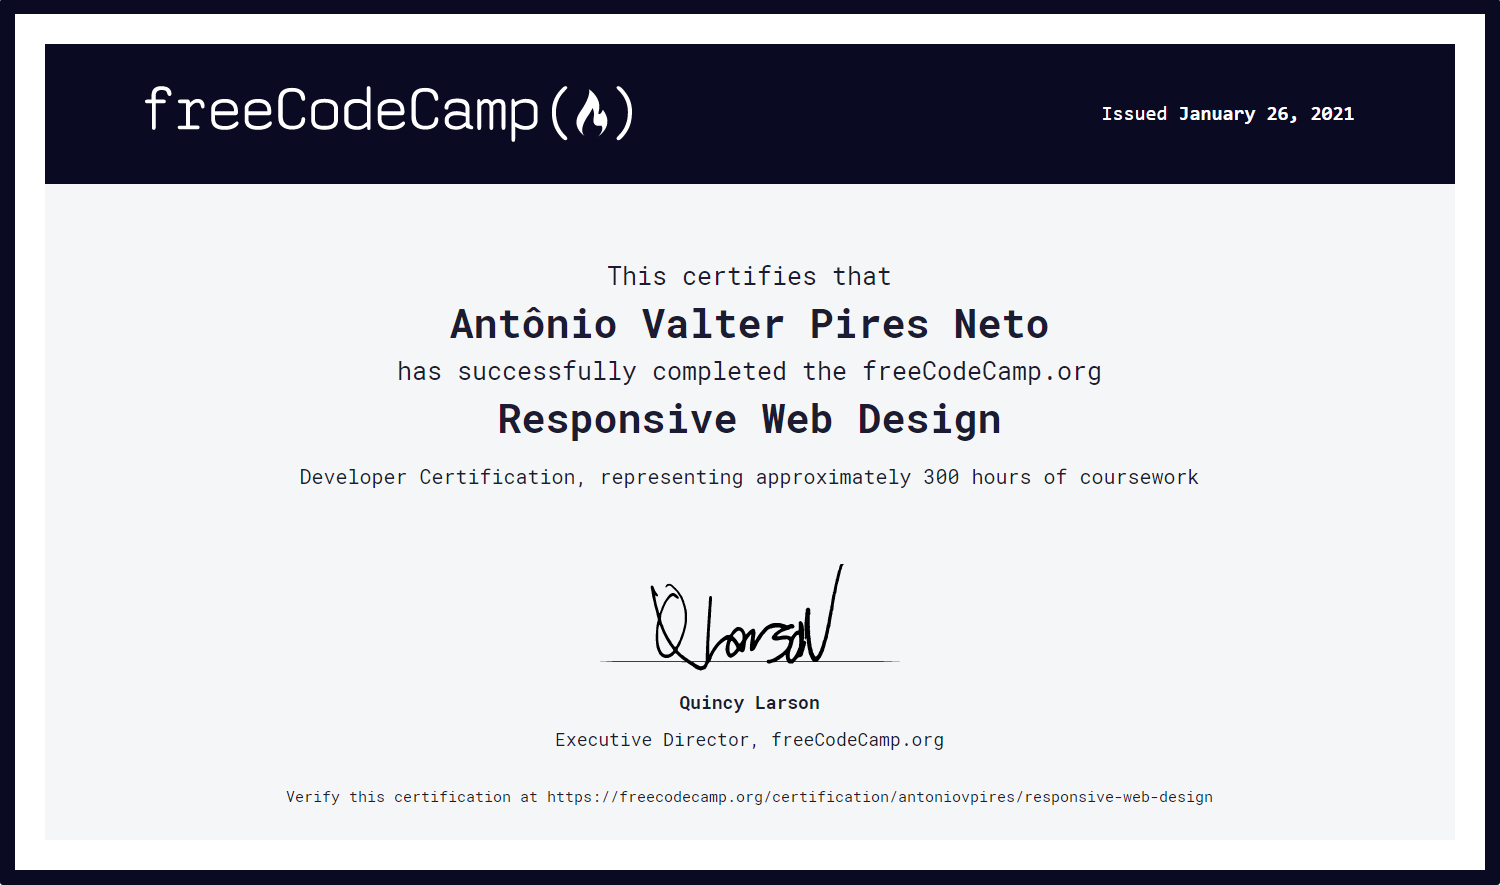 freeCodeCamp(🔥)
Issued January 26, 2021
This certifies that
Antônio Valter Pires Neto
has successfully completed the freeCodeCamp.org
Responsive Web Design
Developer Certification, representing approximately 300 hours of coursework
Q Larson
Quincy Larson
Executive Director, freeCodeCamp.org
Verify this certification at https://freecodecamp.org/certification/antoniovpires/responsive-web-design